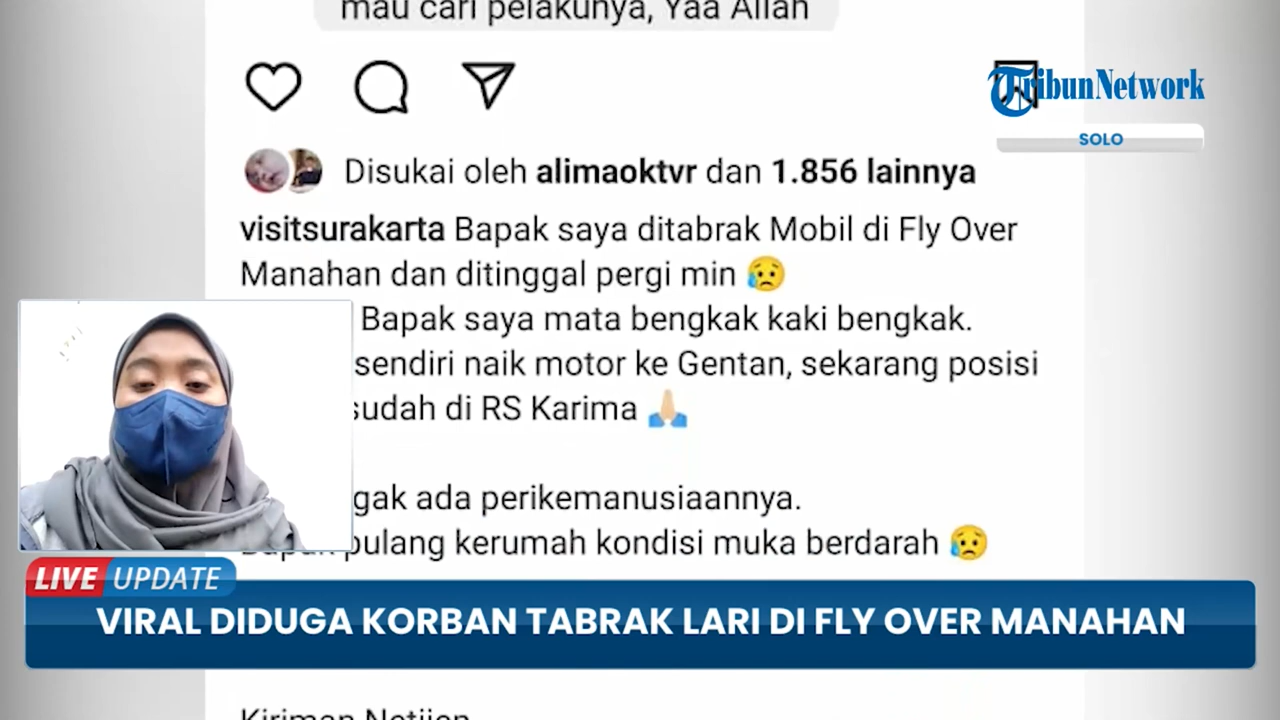 mau cari pelakunya, Yaa Allah
TribunNetwork
SOLO
Disukai oleh alimaoktvr dan 1.856 lainnya
visitsurakarta Bapak saya ditabrak Mobil di Fly Over
Manahan dan ditinggal pergi min 😥
Bapak saya mata bengkak kaki bengkak.
sendiri naik motor ke Gentan, sekarang posisi
sudah di RS Karima 🙏🏼
gak ada perikemanusiaannya.
Bapak pulang kerumah kondisi muka berdarah 😥
LIVE UPDATE
VIRAL DIDUGA KORBAN TABRAK LARI DI FLY OVER MANAHAN
Kiriman Netijen